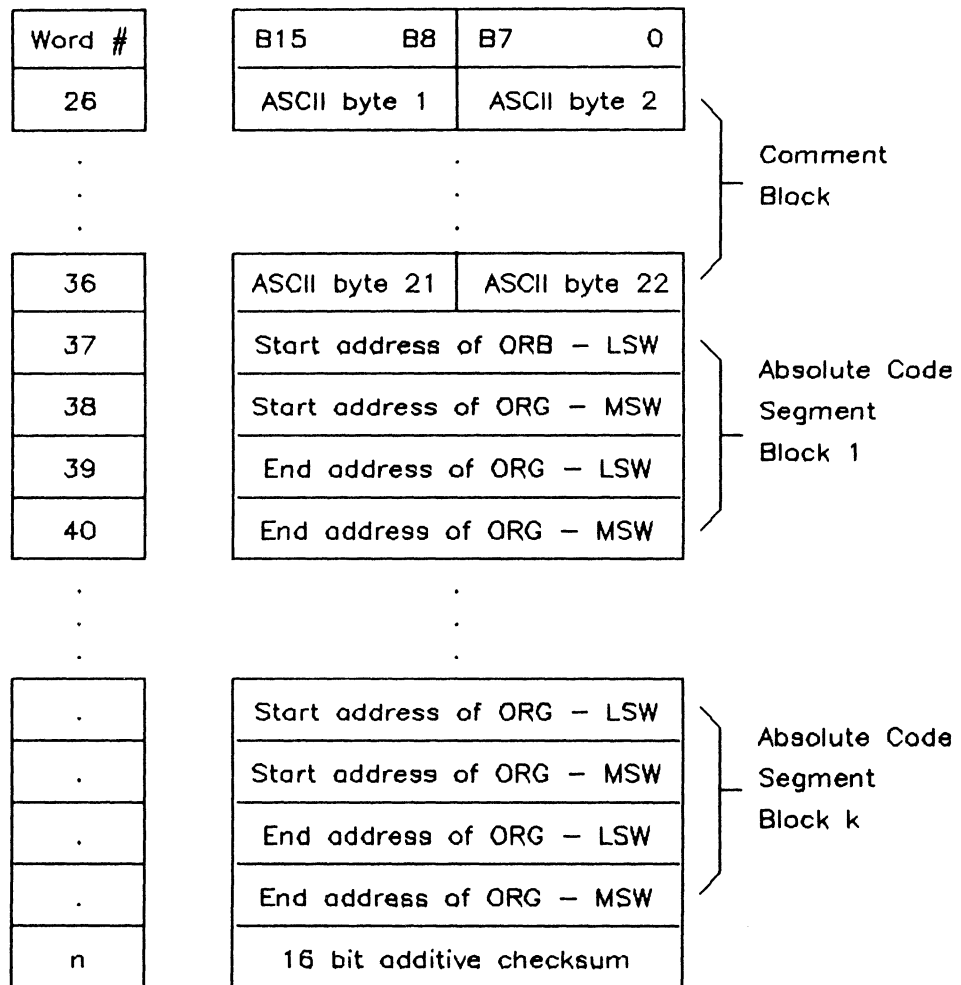 Word # B15 B8 B7 0
26 ASCII byte 1 ASCII byte 2
Comment
Block
36 ASCII byte 21 ASCII byte 22
37 Start address of ORB – LSW
38 Start address of ORG – MSW
39 End address of ORG – LSW
40 End address of ORG – MSW
Absolute Code
Segment
Block 1
. Start address of ORG – LSW
. Start address of ORG – MSW
. End address of ORG – LSW
. End address of ORG – MSW
Absolute Code
Segment
Block k
n 16 bit additive checksum